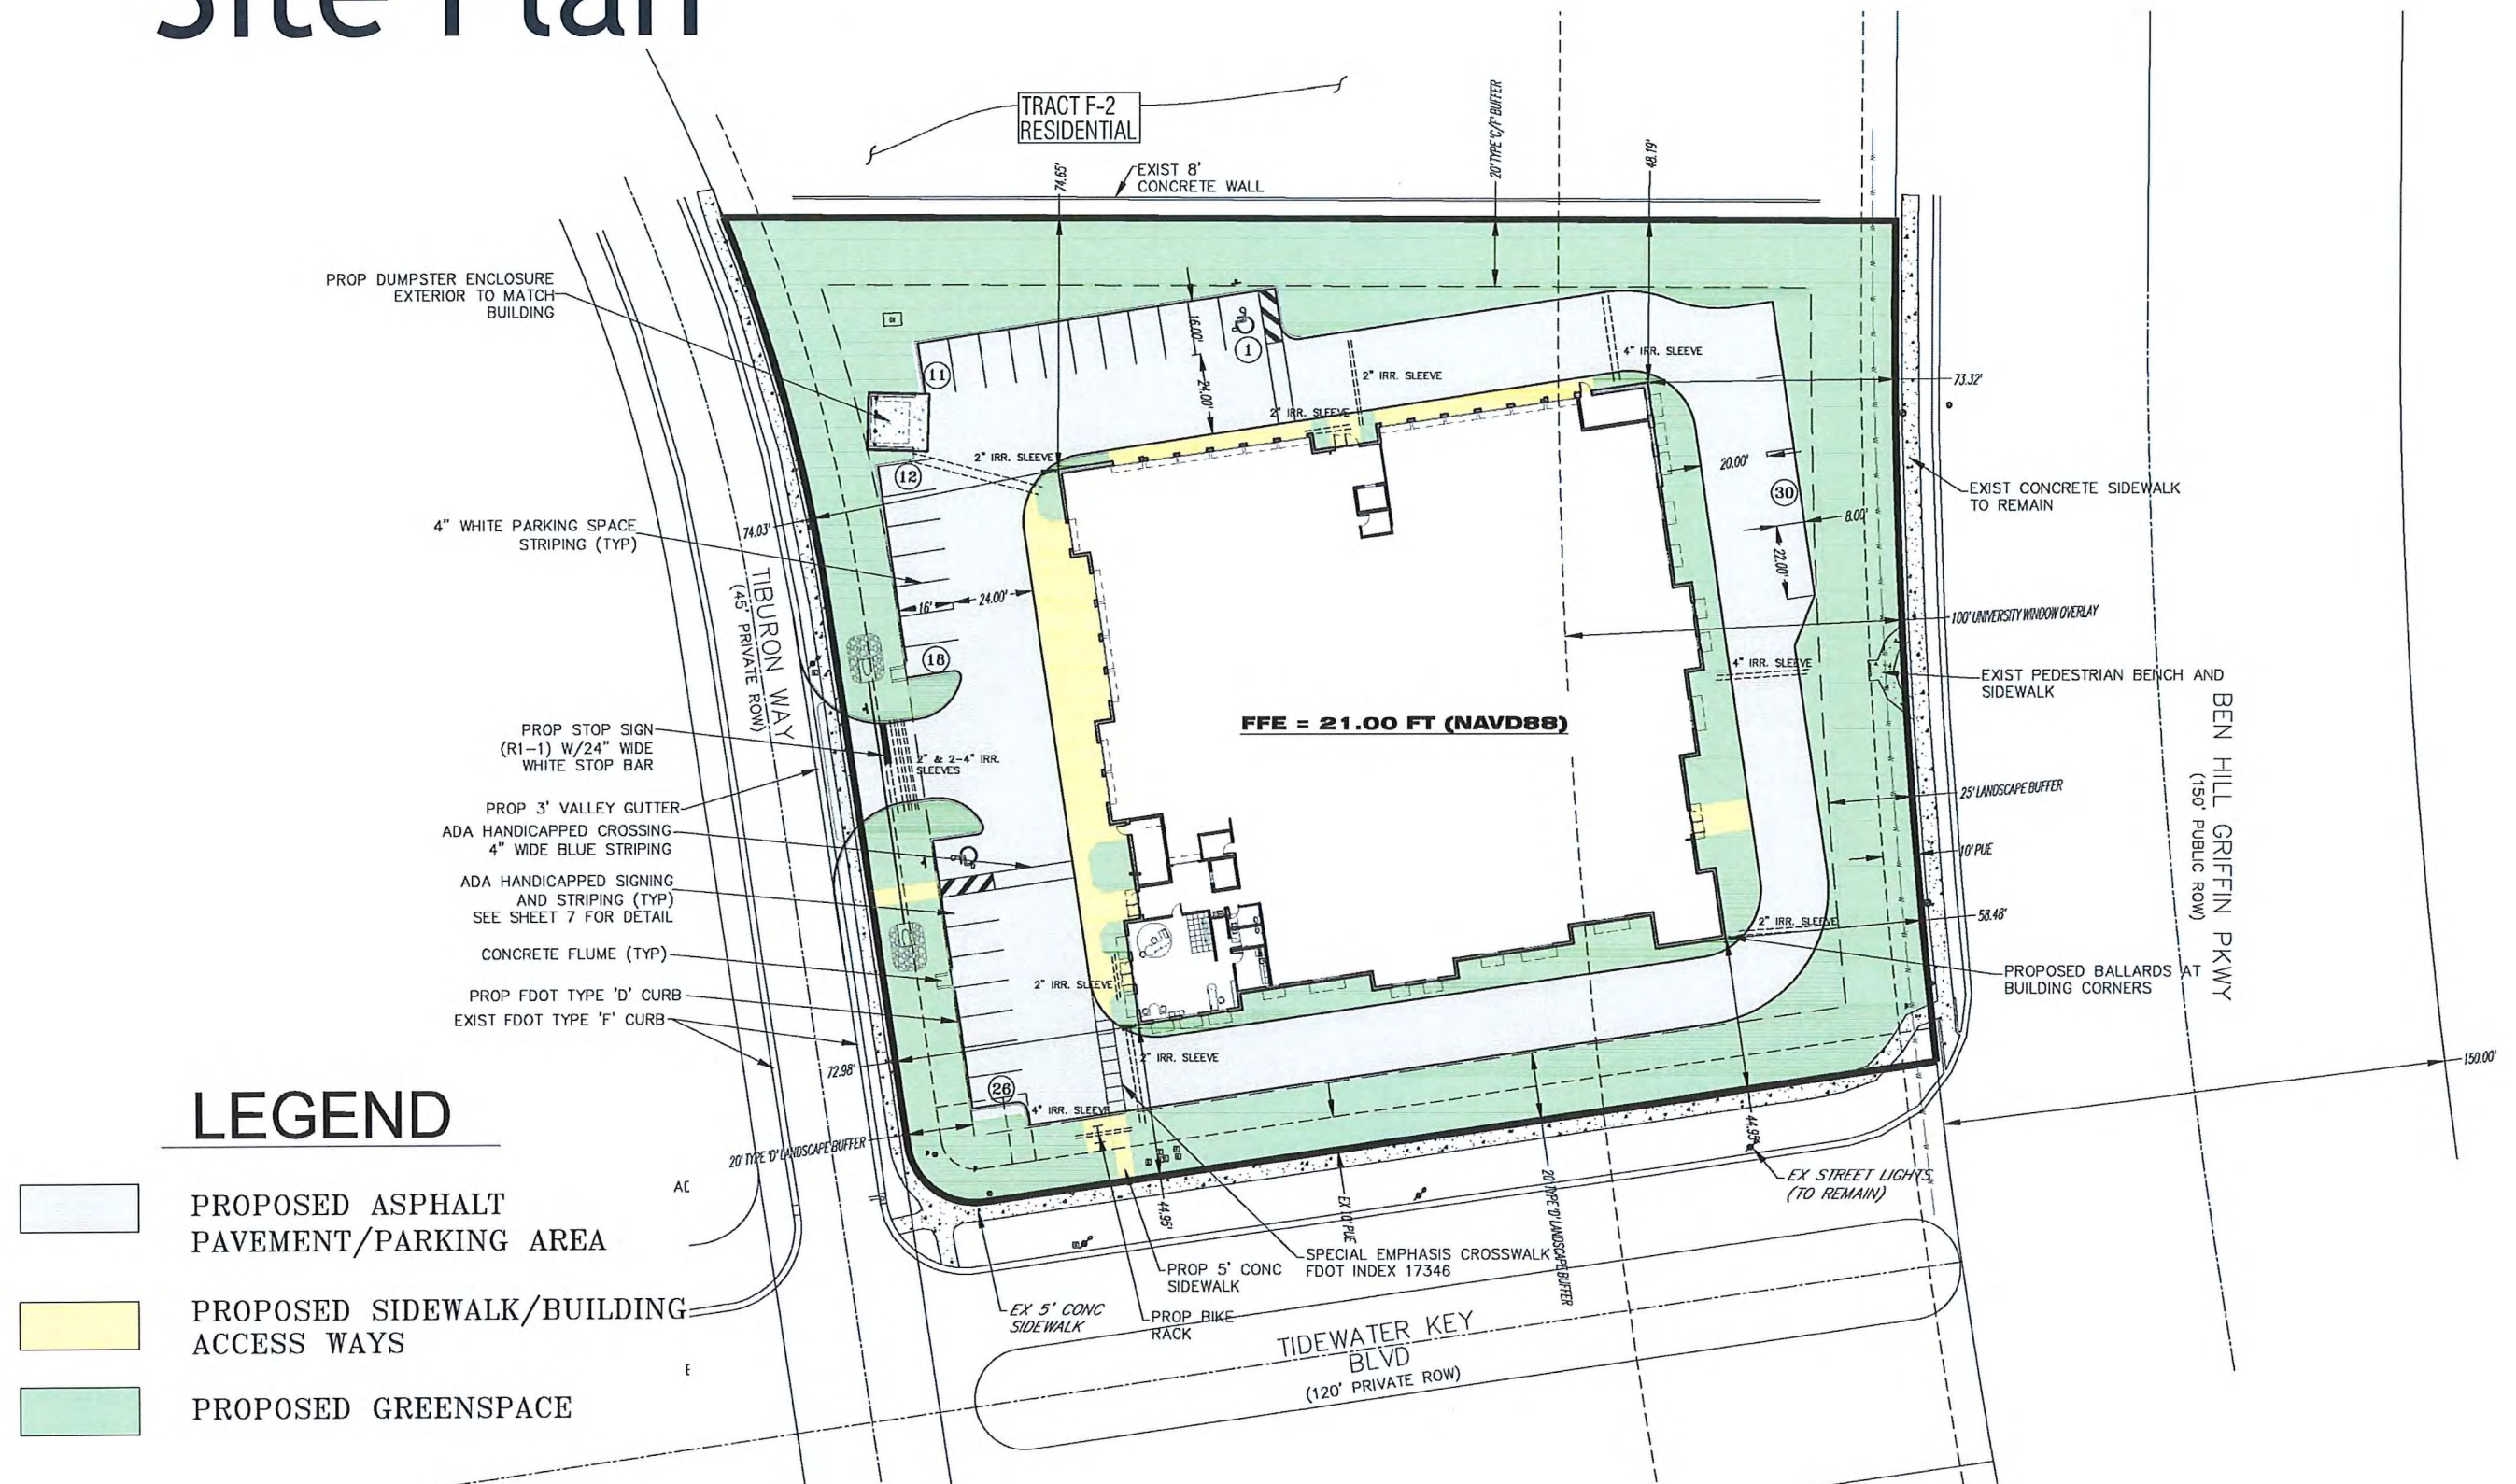 Site Plan
TRACT F-2
RESIDENTIAL
EXIST 8'
CONCRETE WALL
74.65'
20' TYPE 'C/F' BUFFER
48.19'
PROP DUMPSTER ENCLOSURE
EXTERIOR TO MATCH
BUILDING
16.00'
24.00'
1
11
12
2" IRR. SLEEVE
2" IRR. SLEEVE
2" IRR. SLEEVE
4" IRR. SLEEVE
73.32'
20.00'
30
8.00'
22.00'
EXIST CONCRETE SIDEWALK
TO REMAIN
4" WHITE PARKING SPACE
STRIPING (TYP)
74.03'
16'
24.00'
18
TIBURON WAY
(45' PRIVATE ROW)
100' UNIVERSITY WINDOW OVERLAY
4" IRR. SLEEVE
EXIST PEDESTRIAN BENCH AND
SIDEWALK
FFE = 21.00 FT (NAVD88)
BEN HILL GRIFFIN PKWY
(150' PUBLIC ROW)
PROP STOP SIGN
(R1-1) W/24" WIDE
WHITE STOP BAR
2" & 2-4" IRR.
SLEEVES
PROP 3' VALLEY GUTTER
25' LANDSCAPE BUFFER
ADA HANDICAPPED CROSSING
4" WIDE BLUE STRIPING
10' PUE
ADA HANDICAPPED SIGNING
AND STRIPING (TYP)
SEE SHEET 7 FOR DETAIL
2" IRR. SLEEVE
58.48'
CONCRETE FLUME (TYP)
2" IRR. SLEEVE
PROPOSED BALLARDS AT
BUILDING CORNERS
PROP FDOT TYPE 'D' CURB
EXIST FDOT TYPE 'F' CURB
2" IRR. SLEEVE
150.00'
72.98'
26
4" IRR. SLEEVE
20' TYPE 'D' LANDSCAPE BUFFER
44.95'
44.95'
EX 10' PUE
20' TYPE 'D' LANDSCAPE BUFFER
EX STREET LIGHTS
(TO REMAIN)
SPECIAL EMPHASIS CROSSWALK
FDOT INDEX 17346
PROP 5' CONC
SIDEWALK
EX 5' CONC
SIDEWALK
PROP BIKE
RACK
TIDEWATER KEY
BLVD
(120' PRIVATE ROW)
LEGEND
PROPOSED ASPHALT
PAVEMENT/PARKING AREA
PROPOSED SIDEWALK/BUILDING
ACCESS WAYS
PROPOSED GREENSPACE